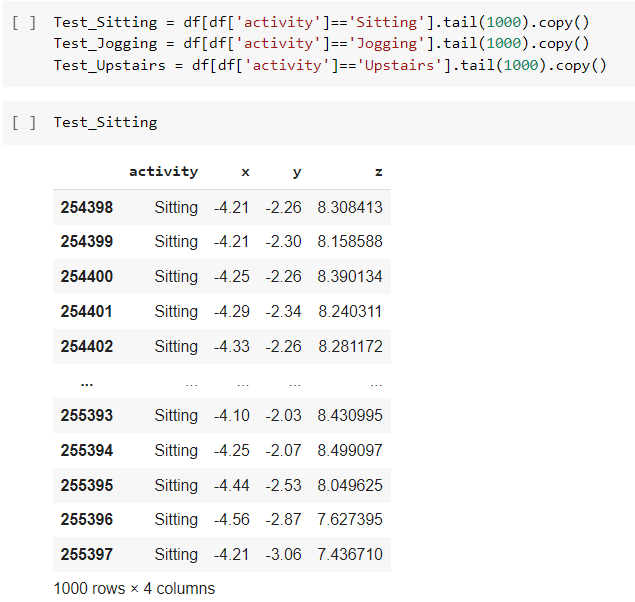 [ ] Test_Sitting = df[df['activity']=='Sitting'].tail(1000).copy()
Test_Jogging = df[df['activity']=='Jogging'].tail(1000).copy()
Test_Upstairs = df[df['activity']=='Upstairs'].tail(1000).copy()
[ ] Test_Sitting
activity x y z
254398 Sitting -4.21 -2.26 8.308413
254399 Sitting -4.21 -2.30 8.158588
254400 Sitting -4.25 -2.26 8.390134
254401 Sitting -4.29 -2.34 8.240311
254402 Sitting -4.33 -2.26 8.281172
... ... ... ... ...
255393 Sitting -4.10 -2.03 8.430995
255394 Sitting -4.25 -2.07 8.499097
255395 Sitting -4.44 -2.53 8.049625
255396 Sitting -4.56 -2.87 7.627395
255397 Sitting -4.21 -3.06 7.436710
1000 rows × 4 columns